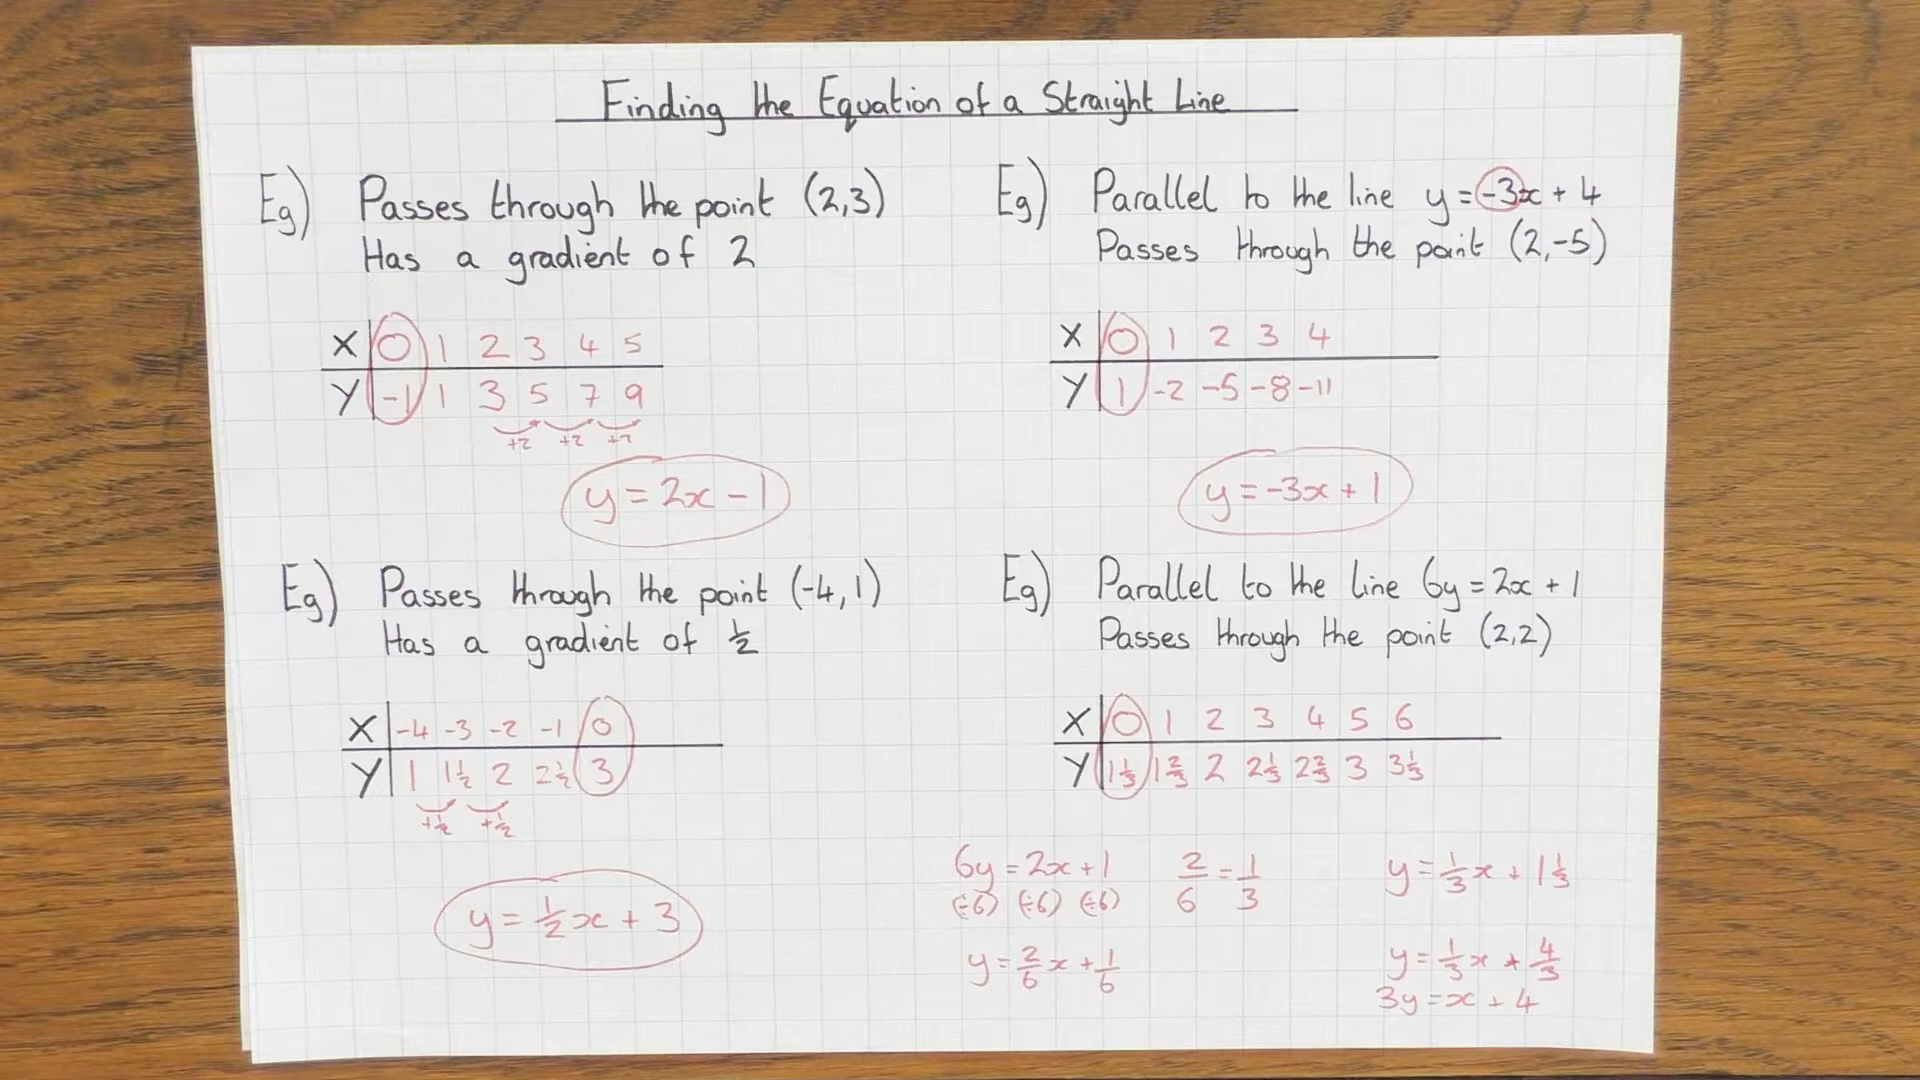 Finding the Equation of a Straight Line
Eg) Passes through the point (2,3)
Has a gradient of 2
X 0 1 2 3 4 5
Y -1 1 3 5 7 9
+2 +2 +2
y = 2x - 1
Eg) Parallel to the line y = -3x + 4
Passes through the point (2,-5)
X 0 1 2 3 4
Y 1 -2 -5 -8 -11
y = -3x + 1
Eg) Passes through the point (-4,1)
Has a gradient of ½
X -4 -3 -2 -1 0
Y 1 1½ 2 2½ 3
+½ +½
y = ½x + 3
Eg) Parallel to the line 6y = 2x + 1
Passes through the point (2,2)
X 0 1 2 3 4 5 6
Y 1⅓ 1⅔ 2 2⅓ 2⅔ 3 3⅓
6y = 2x + 1
(÷6) (÷6) (÷6)
y = 2/6x + 1/6
2/6 = 1/3
y = ⅓x + 1⅓
y = ⅓x + 4/3
3y = x + 4